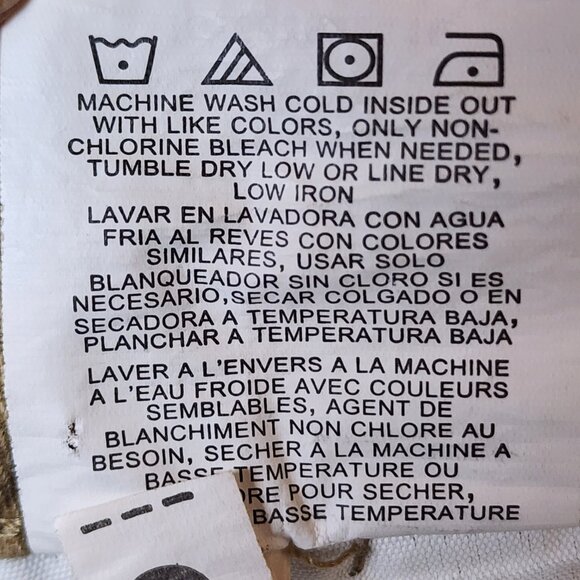 MACHINE WASH COLD INSIDE OUT
WITH LIKE COLORS, ONLY NON-
CHLORINE BLEACH WHEN NEEDED,
TUMBLE DRY LOW OR LINE DRY,
LOW IRON
LAVAR EN LAVADORA CON AGUA
FRIA AL REVES CON COLORES
SIMILARES, USAR SOLO
BLANQUEADOR SIN CLORO SI ES
NECESARIO,SECAR COLGADO O EN
SECADORA A TEMPERATURA BAJA,
PLANCHAR A TEMPERATURA BAJA
LAVER A L'ENVERS A LA MACHINE
A L'EAU FROIDE AVEC COULEURS
SEMBLABLES, AGENT DE
BLANCHIMENT NON CHLORE AU
BESOIN, SECHER A LA MACHINE A
BASSE TEMPERATURE OU
POUR SECHER,
BASSE TEMPERATURE